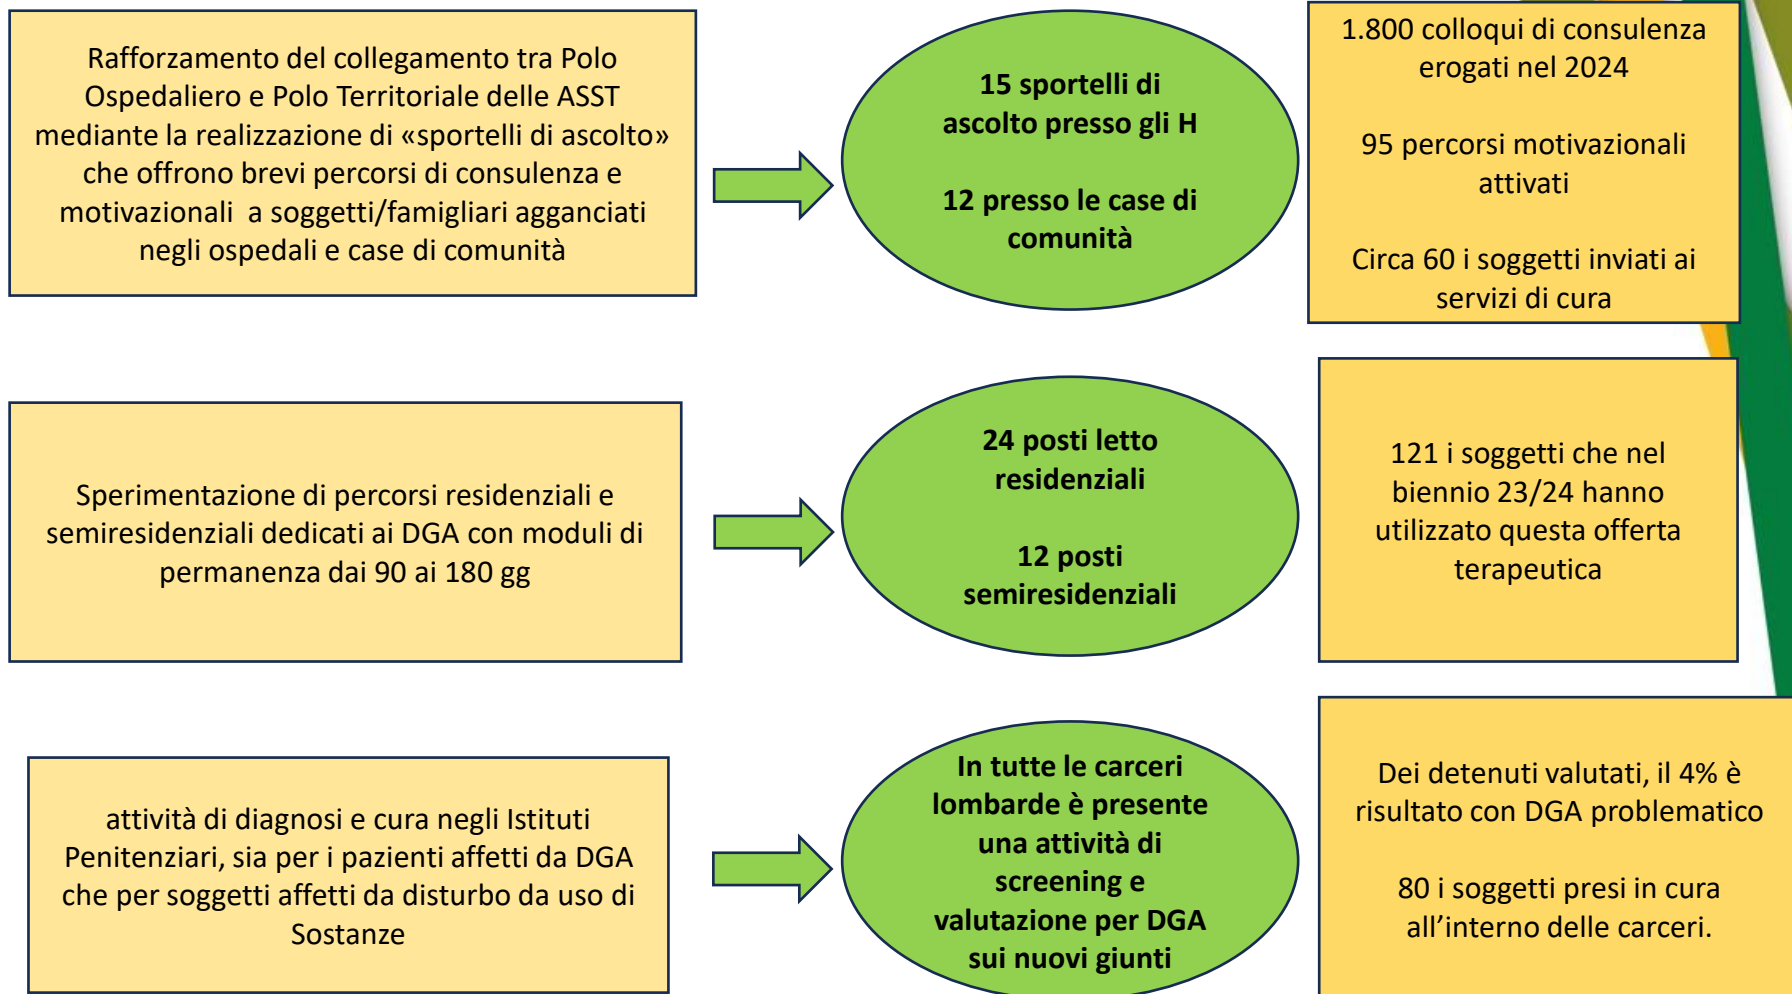 Rafforzamento del collegamento tra Polo
Ospedaliero e Polo Territoriale delle ASST
mediante la realizzazione di «sportelli di ascolto»
che offrono brevi percorsi di consulenza e
motivazionali  a soggetti/famigliari agganciati
negli ospedali e case di comunità
15 sportelli di
ascolto presso gli H
12 presso le case di
comunità
1.800 colloqui di consulenza
erogati nel 2024
95 percorsi motivazionali
attivati
Circa 60 i soggetti inviati ai
servizi di cura
Sperimentazione di percorsi residenziali e
semiresidenziali dedicati ai DGA con moduli di
permanenza dai 90 ai 180 gg
24 posti letto
residenziali
12 posti
semiresidenziali
121 i soggetti che nel
biennio 23/24 hanno
utilizzato questa offerta
terapeutica
attività di diagnosi e cura negli Istituti
Penitenziari, sia per i pazienti affetti da DGA
che per soggetti affetti da disturbo da uso di
Sostanze
In tutte le carceri
lombarde è presente
una attività di
screening e
valutazione per DGA
sui nuovi giunti
Dei detenuti valutati, il 4% è
risultato con DGA problematico
80 i soggetti presi in cura
all’interno delle carceri.